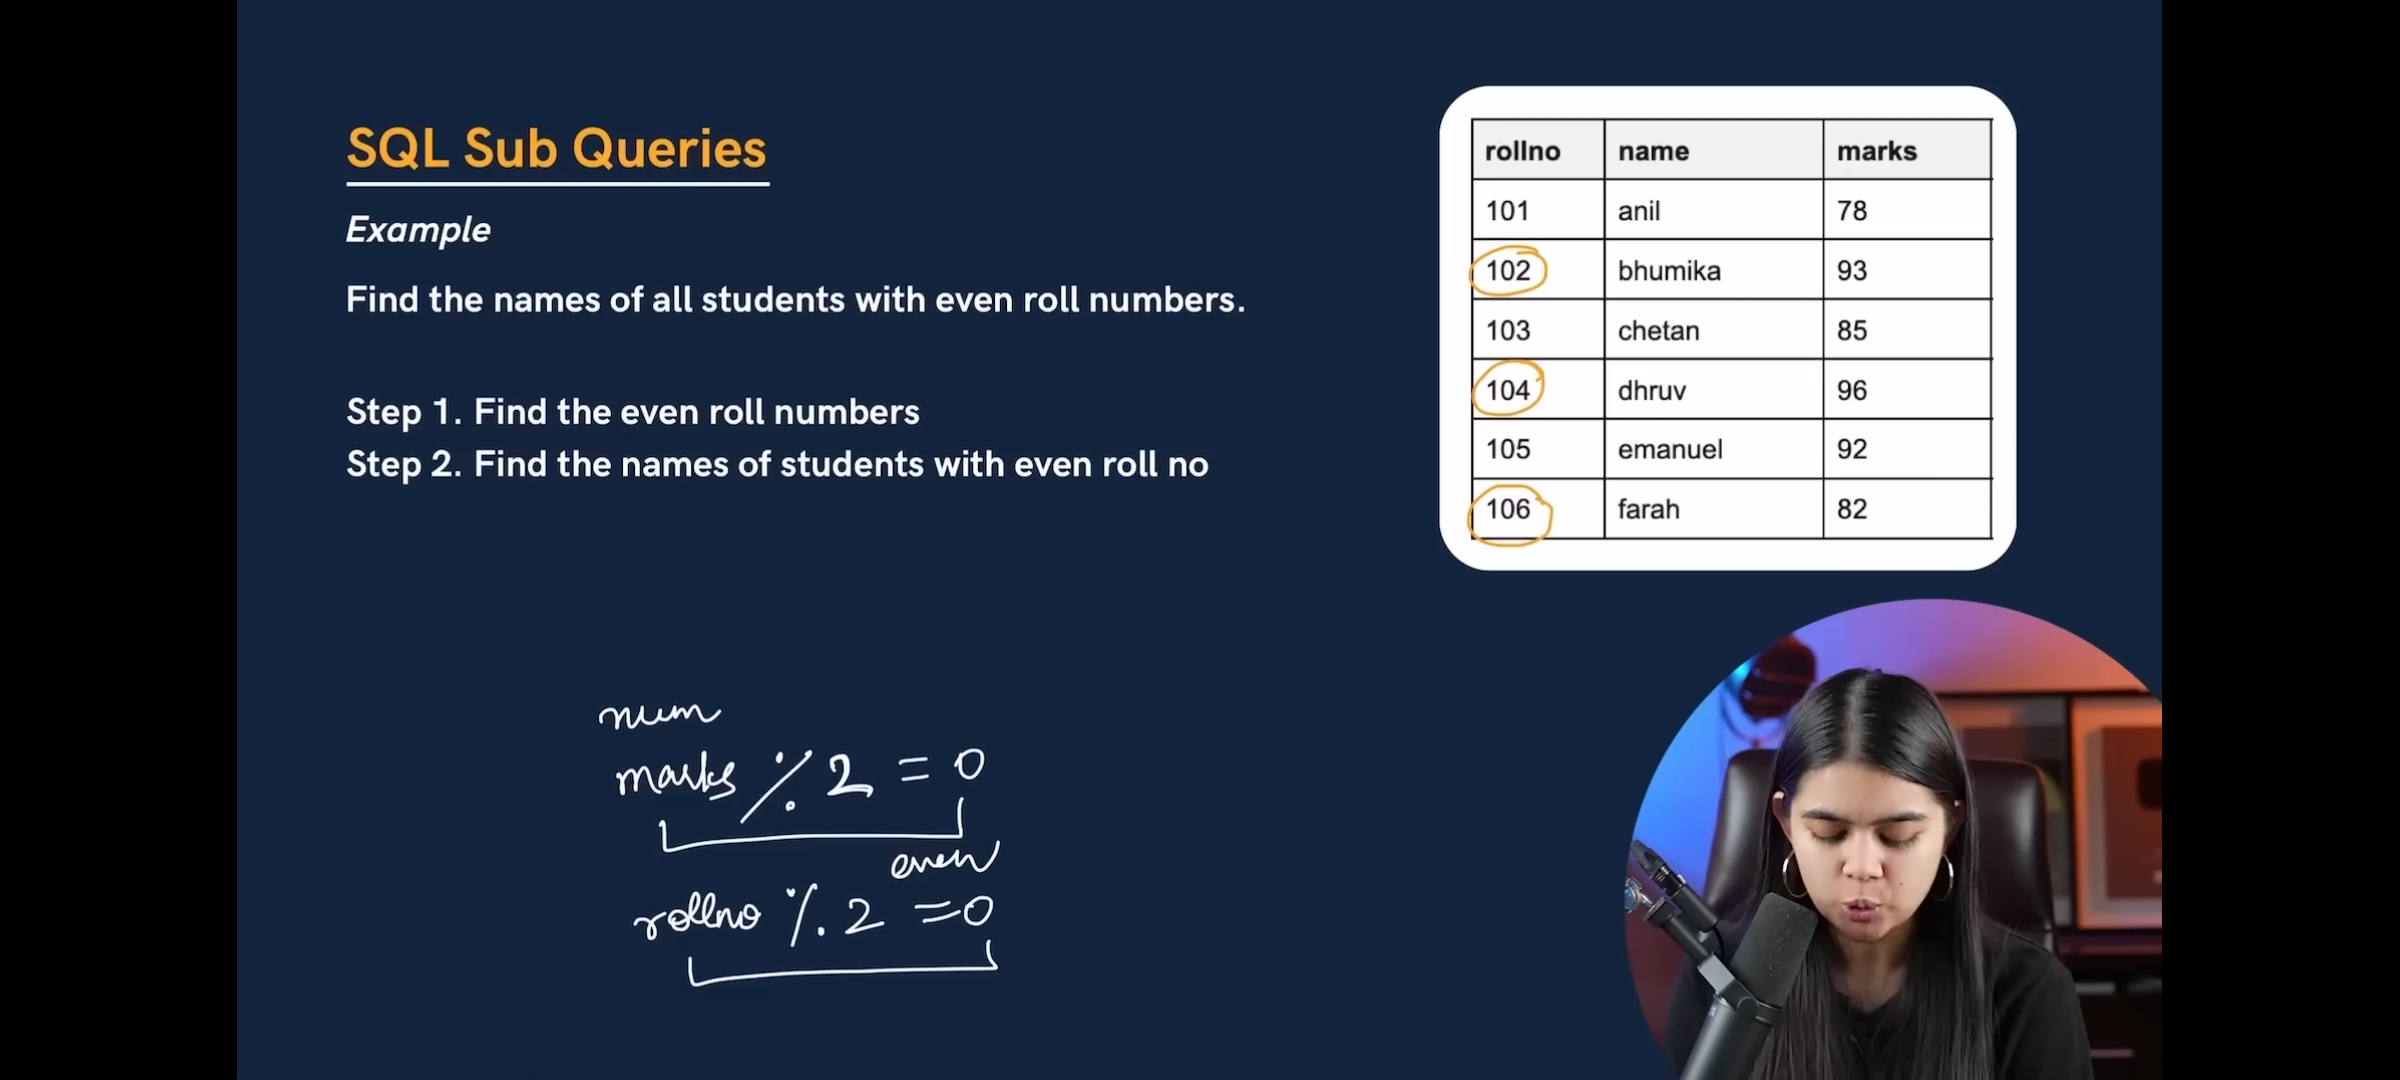 SQL Sub Queries
Example
Find the names of all students with even roll numbers.
Step 1. Find the even roll numbers
Step 2. Find the names of students with even roll no
rollno name marks
101 anil 78
102 bhumika 93
103 chetan 85
104 dhruv 96
105 emanuel 92
106 farah 82
num
marks % 2 = 0
even
rollno % 2 = 0